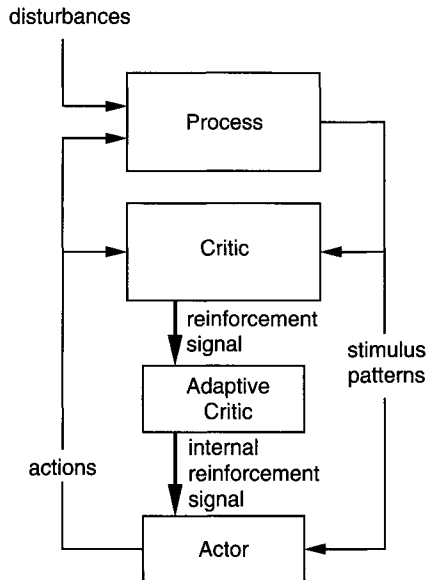 disturbances
Process
Critic
reinforcement
signal
stimulus
patterns
Adaptive
Critic
internal
reinforcement
signal
actions
Actor